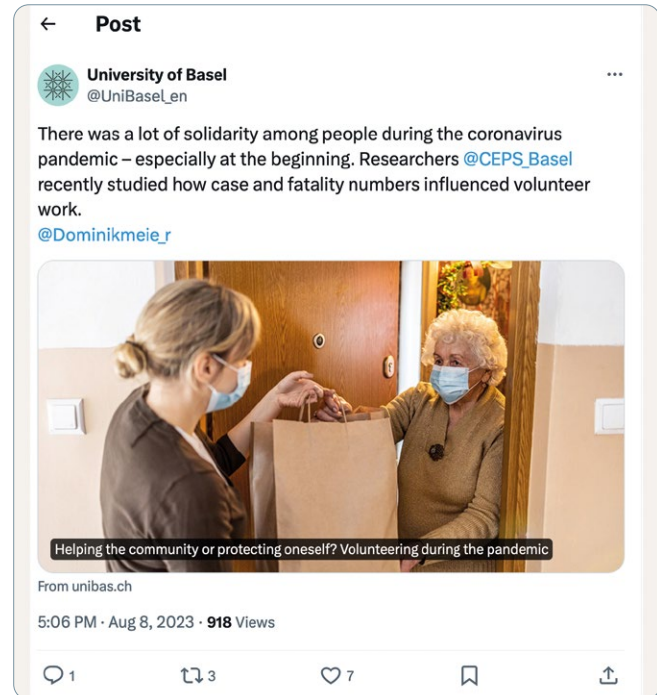 Post
University of Basel
@UniBasel_en
There was a lot of solidarity among people during the coronavirus
pandemic – especially at the beginning. Researchers @CEPS_Basel
recently studied how case and fatality numbers influenced volunteer
work.
@Dominikmeie_r
Helping the community or protecting oneself? Volunteering during the pandemic
From unibas.ch
5:06 PM · Aug 8, 2023 · 918 Views
1 3 7